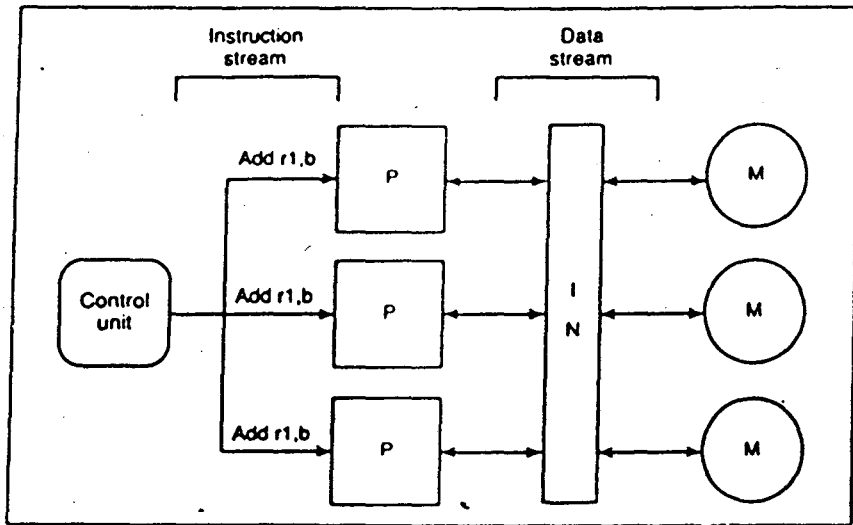 Instruction
stream
Data
stream
Add r1,b
P
M
Control
unit
Add r1,b
P
I
N
M
Add r1,b
P
M